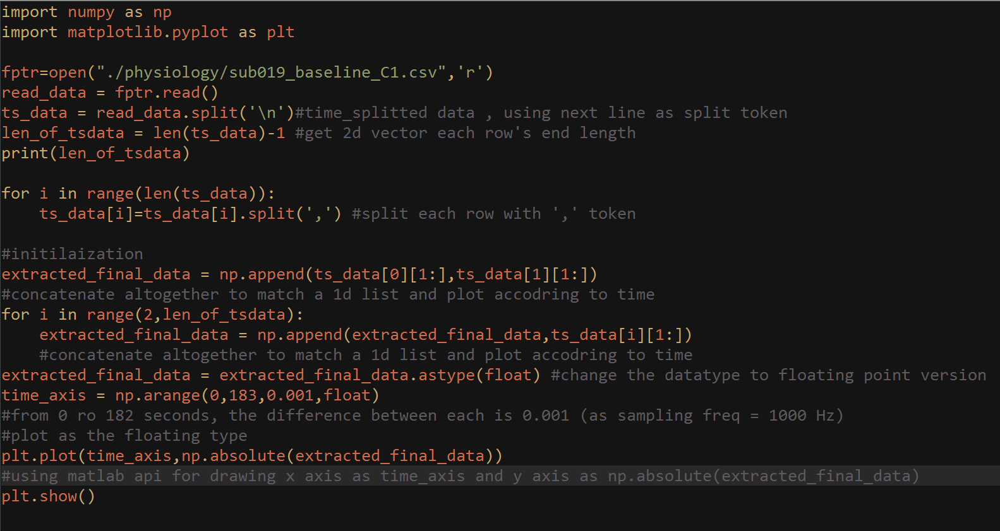 import numpy as np
import matplotlib.pyplot as plt
fptr=open("./physiology/sub019_baseline_C1.csv",'r')
read_data = fptr.read()
ts_data = read_data.split('\n')#time_splitted data , using next line as split token
len_of_tsdata = len(ts_data)-1 #get 2d vector each row's end length
print(len_of_tsdata)
for i in range(len(ts_data)):
    ts_data[i]=ts_data[i].split(',') #split each row with ',' token
#initilaization
extracted_final_data = np.append(ts_data[0][1:],ts_data[1][1:])
#concatenate altogether to match a 1d list and plot accodring to time
for i in range(2,len_of_tsdata):
    extracted_final_data = np.append(extracted_final_data,ts_data[i][1:])
    #concatenate altogether to match a 1d list and plot accodring to time
extracted_final_data = extracted_final_data.astype(float) #change the datatype to floating point version
time_axis = np.arange(0,183,0.001,float)
#from 0 ro 182 seconds, the difference between each is 0.001 (as sampling freq = 1000 Hz)
#plot as the floating type
plt.plot(time_axis,np.absolute(extracted_final_data))
#using matlab api for drawing x axis as time_axis and y axis as np.absolute(extracted_final_data)
plt.show()